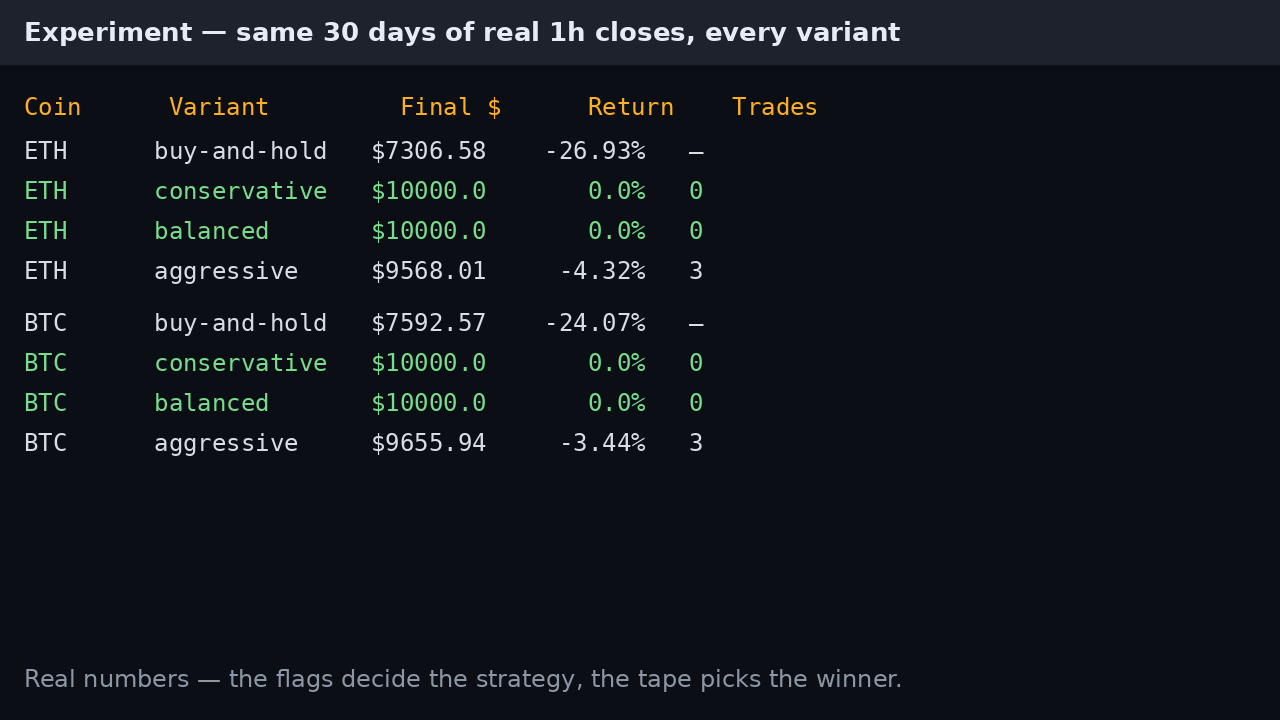 Experiment — same 30 days of real 1h closes, every variant
Coin Variant Final $ Return Trades
ETH buy-and-hold $7306.58 -26.93% —
ETH conservative $10000.0 0.0% 0
ETH balanced $10000.0 0.0% 0
ETH aggressive $9568.01 -4.32% 3
BTC buy-and-hold $7592.57 -24.07% —
BTC conservative $10000.0 0.0% 0
BTC balanced $10000.0 0.0% 0
BTC aggressive $9655.94 -3.44% 3
Real numbers — the flags decide the strategy, the tape picks the winner.